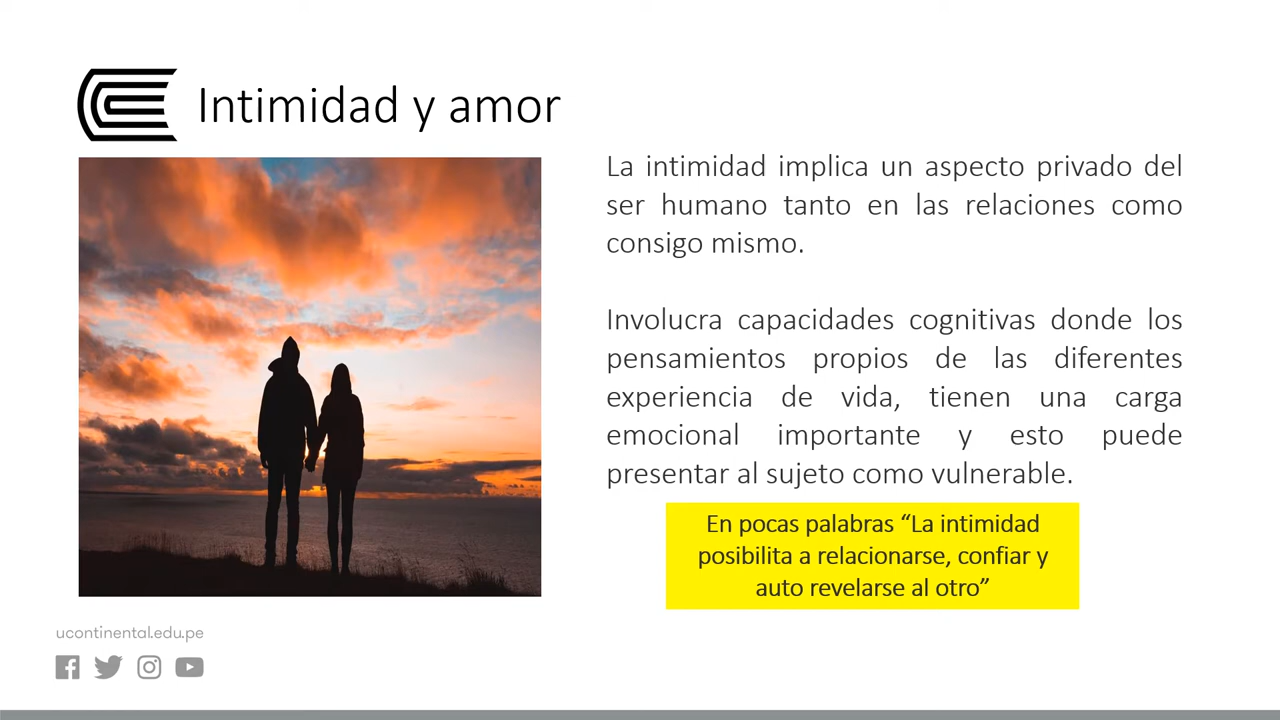 Intimidad y amor
La intimidad implica un aspecto privado del
ser humano tanto en las relaciones como
consigo mismo.
Involucra capacidades cognitivas donde los
pensamientos propios de las diferentes
experiencia de vida, tienen una carga
emocional importante y esto puede
presentar al sujeto como vulnerable.
En pocas palabras “La intimidad
posibilita a relacionarse, confiar y
auto revelarse al otro”
ucontinental.edu.pe